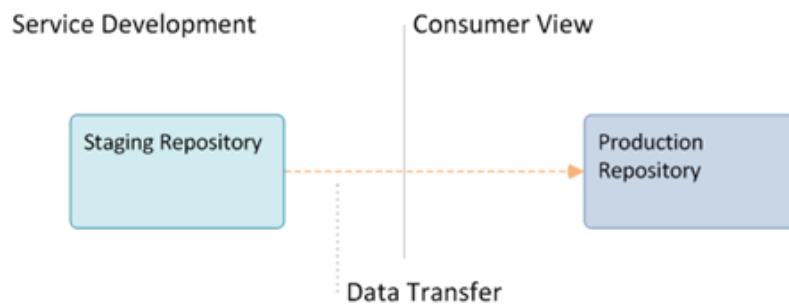 Service Development
Consumer View
Staging Repository
Production
Repository
Data Transfer